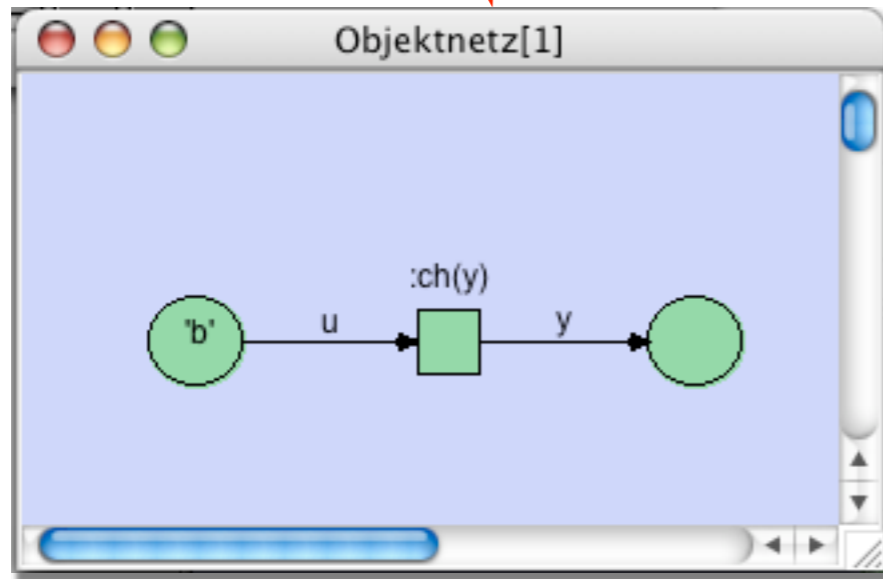 Objektnetz[1]
:ch(y)
'b'
u
y